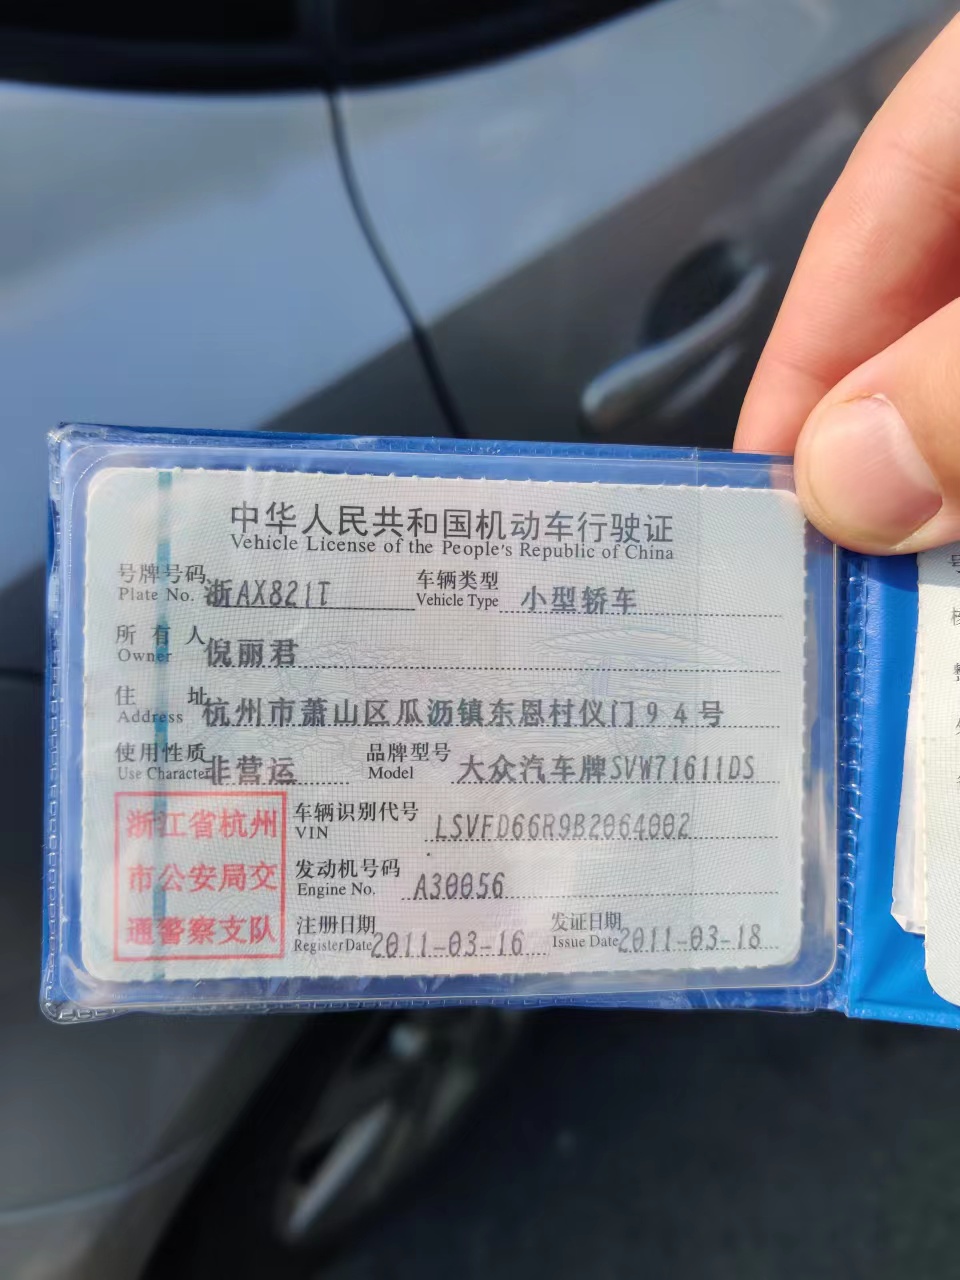 中华人民共和国机动车行驶证
Vehicle License of the People's Republic of China
号牌号码 浙AX821T 车辆类型 小型轿车
Plate No. Vehicle Type
所有人 倪丽君
Owner
住址 杭州市萧山区瓜沥镇东恩村仪门94号
Address
使用性质 非营运 品牌型号 大众汽车牌SVW71611DS
Use Character Model
浙江省杭州
市公安局交
通警察支队
车辆识别代号 LSVFD66R9B2064002
VIN
发动机号码 A30056
Engine No.
注册日期 2011-03-16 发证日期 2011-03-18
Register Date Issue Date